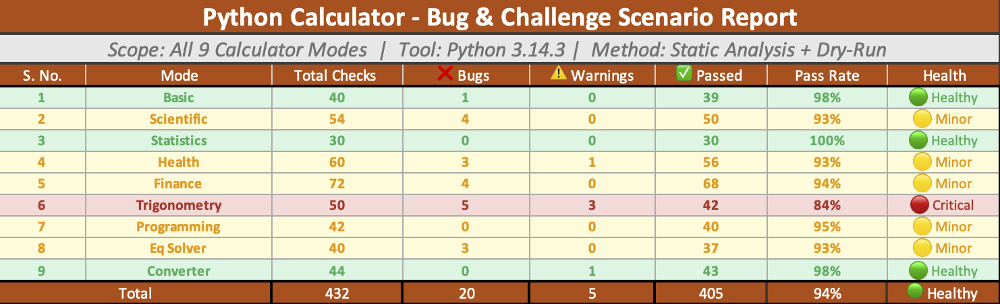 Python Calculator - Bug & Challenge Scenario Report
Scope: All 9 Calculator Modes | Tool: Python 3.14.3 | Method: Static Analysis + Dry-Run
S. No. Mode Total Checks ❌ Bugs ⚠️ Warnings ✅ Passed Pass Rate Health
1 Basic 40 1 0 39 98% 🟢 Healthy
2 Scientific 54 4 0 50 93% 🟡 Minor
3 Statistics 30 0 0 30 100% 🟢 Healthy
4 Health 60 3 1 56 93% 🟡 Minor
5 Finance 72 4 0 68 94% 🟡 Minor
6 Trigonometry 50 5 3 42 84% 🔴 Critical
7 Programming 42 0 0 40 95% 🟡 Minor
8 Eq Solver 40 3 0 37 93% 🟡 Minor
9 Converter 44 0 1 43 98% 🟢 Healthy
Total 432 20 5 405 94% 🟢 Healthy